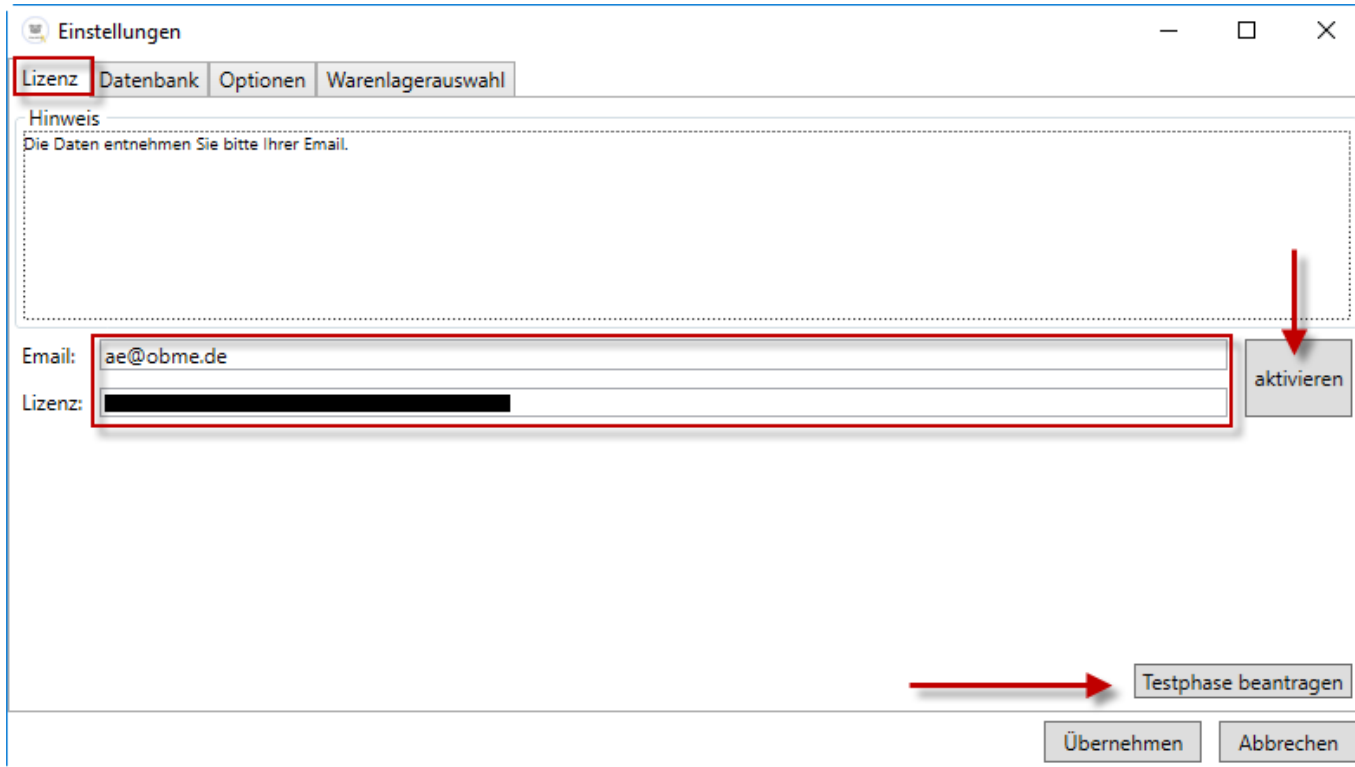 Einstellungen
Lizenz Datenbank Optionen Warenlagerauswahl
Hinweis
Die Daten entnehmen Sie bitte Ihrer Email.
Email: ae@obme.de
aktivieren
Lizenz:
Testphase beantragen
Übernehmen Abbrechen